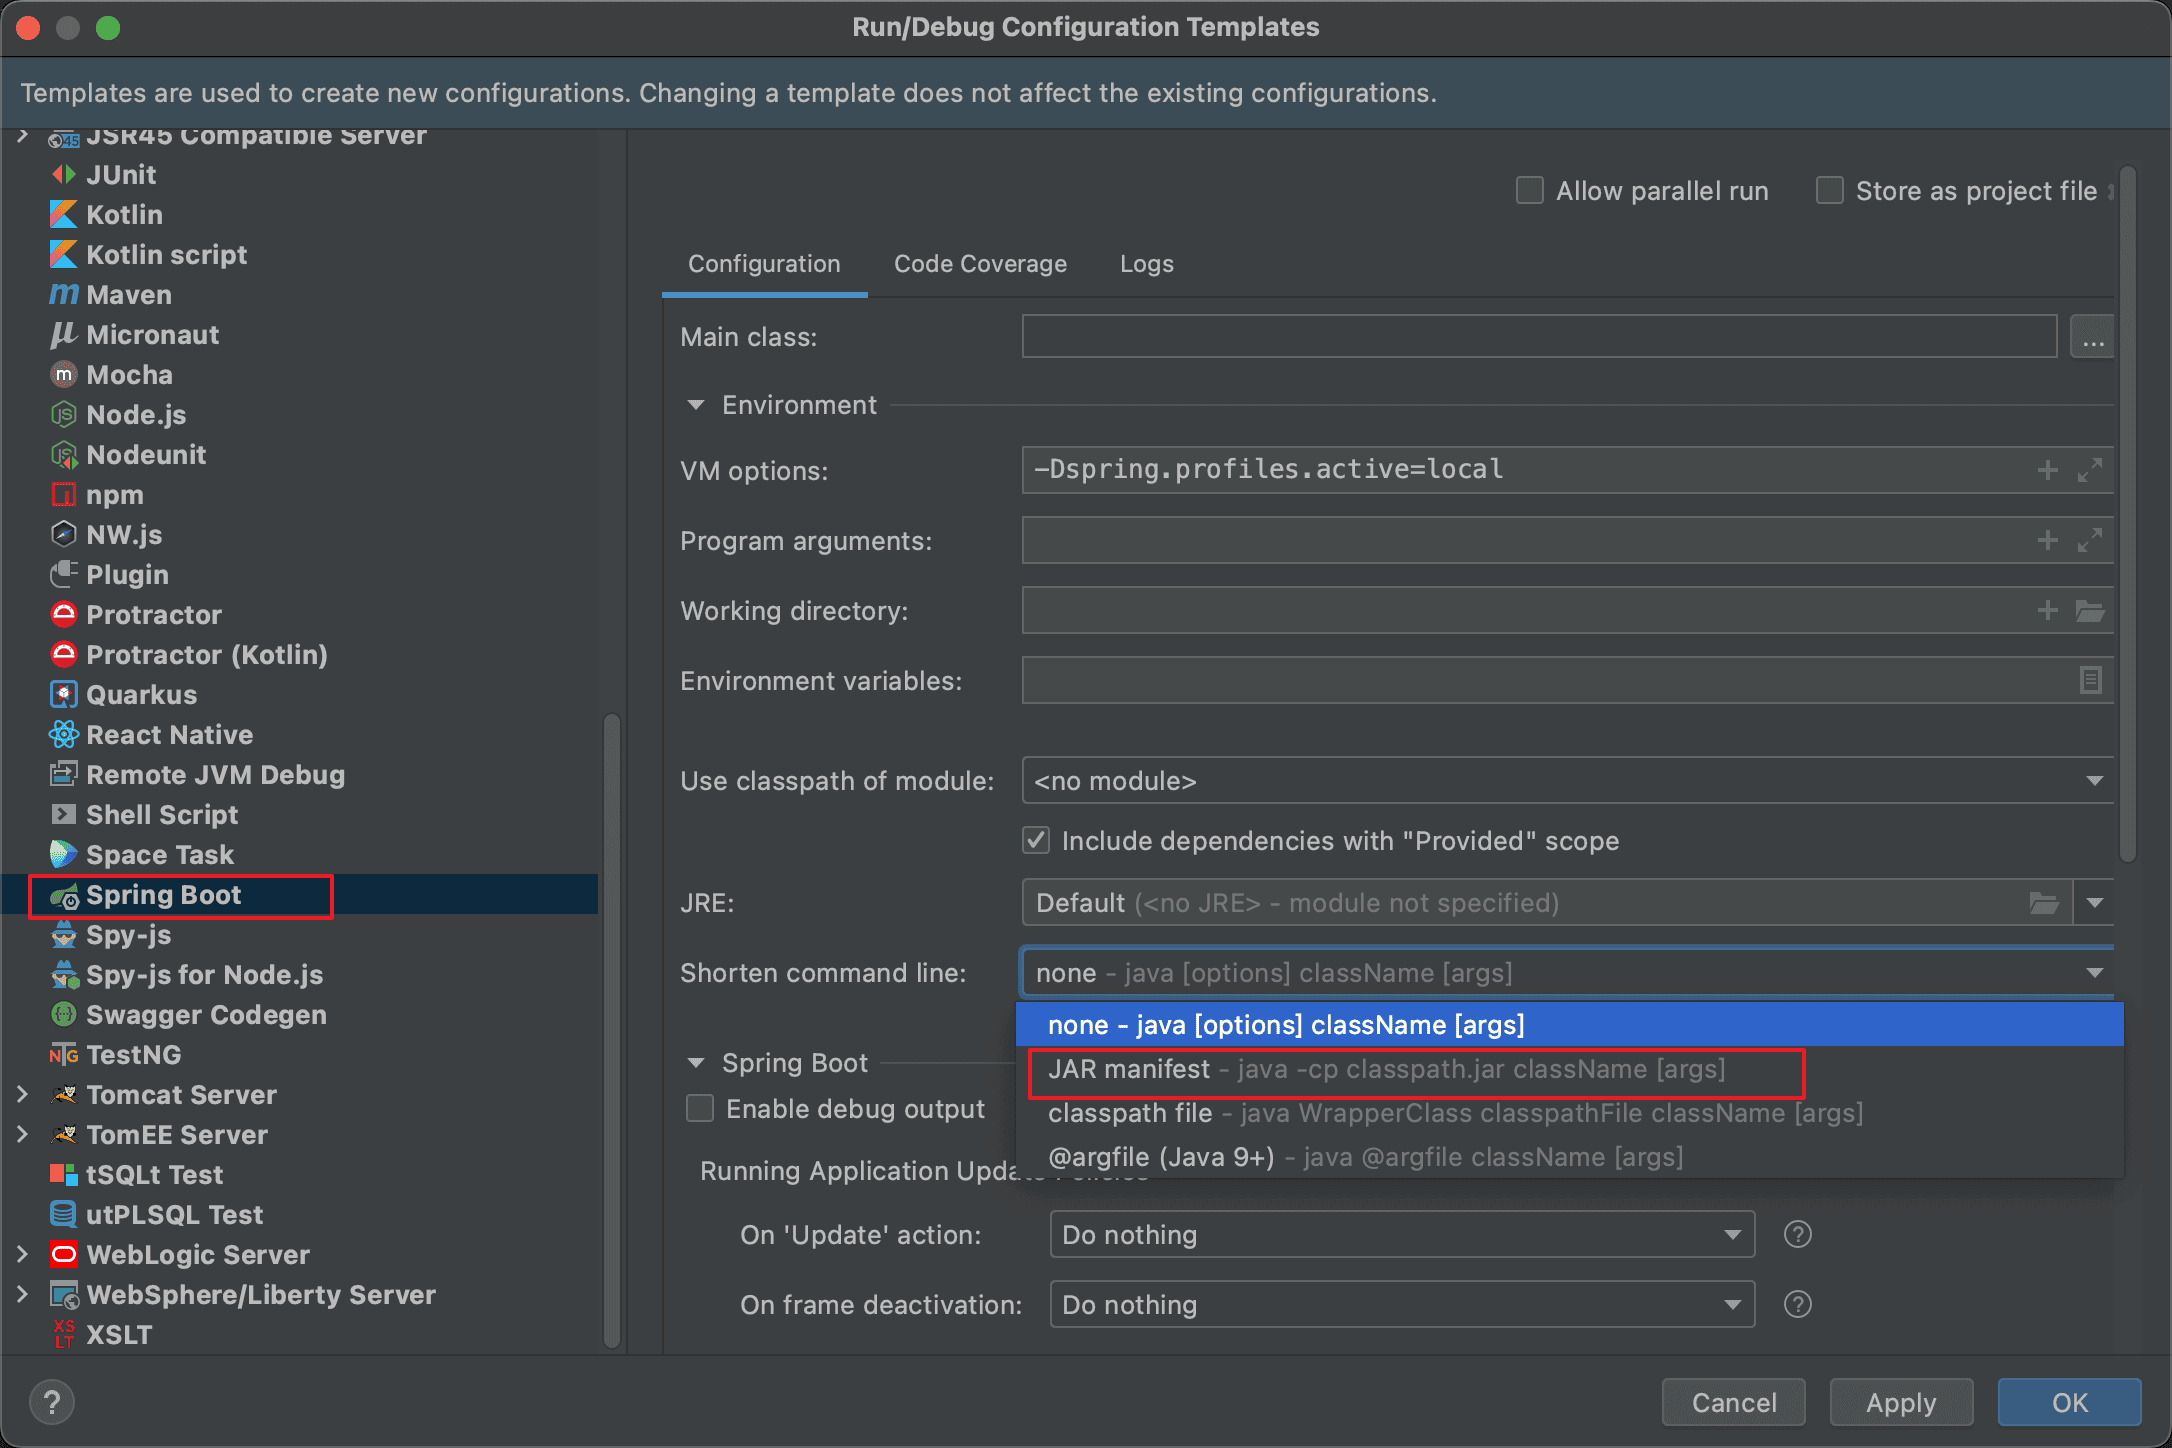 Run/Debug Configuration Templates
Templates are used to create new configurations. Changing a template does not affect the existing configurations.
JSR45 Compatible Server
JUnit
Kotlin
Kotlin script
Maven
Micronaut
Mocha
Node.js
Nodeunit
npm
NW.js
Plugin
Protractor
Protractor (Kotlin)
Quarkus
React Native
Remote JVM Debug
Shell Script
Space Task
Spring Boot
Spy-js
Spy-js for Node.js
Swagger Codegen
TestNG
Tomcat Server
TomEE Server
tSQLt Test
utPLSQL Test
WebLogic Server
WebSphere/Liberty Server
XSLT
Allow parallel run
Store as project file
Configuration
Code Coverage
Logs
Main class:
...
Environment
VM options:
-Dspring.profiles.active=local
Program arguments:
Working directory:
Environment variables:
Use classpath of module:
<no module>
Include dependencies with "Provided" scope
JRE:
Default (<no JRE> - module not specified)
Shorten command line:
none - java [options] className [args]
none - java [options] className [args]
JAR manifest - java -cp classpath.jar className [args]
classpath file - java WrapperClass classpathFile className [args]
@argfile (Java 9+) - java @argfile className [args]
Spring Boot
Enable debug output
Running Application Update Policies
On 'Update' action:
Do nothing
?
On frame deactivation:
Do nothing
?
?
Cancel
Apply
OK